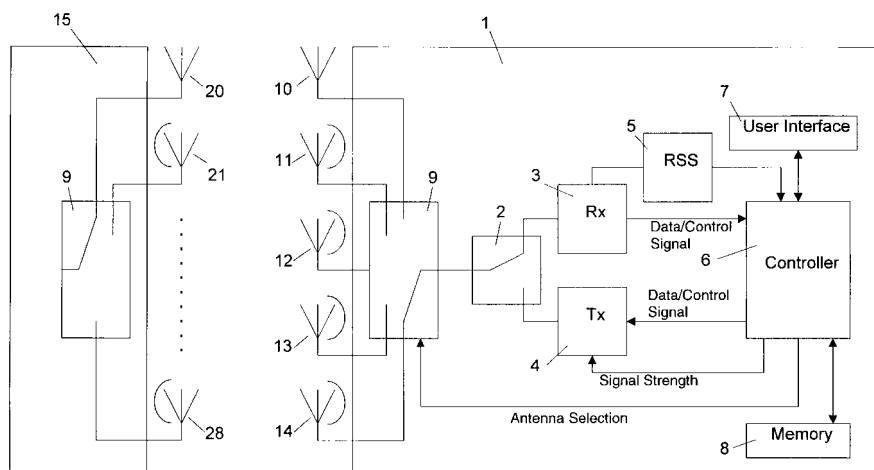 15
1
20
10
7
User Interface
5
RSS
21
11
9
9
3
Rx
2
Data/Control
Signal
6
Controller
12
Tx
Data/Control
Signal
13
4
Signal Strength
28
14
Antenna Selection
8
Memory